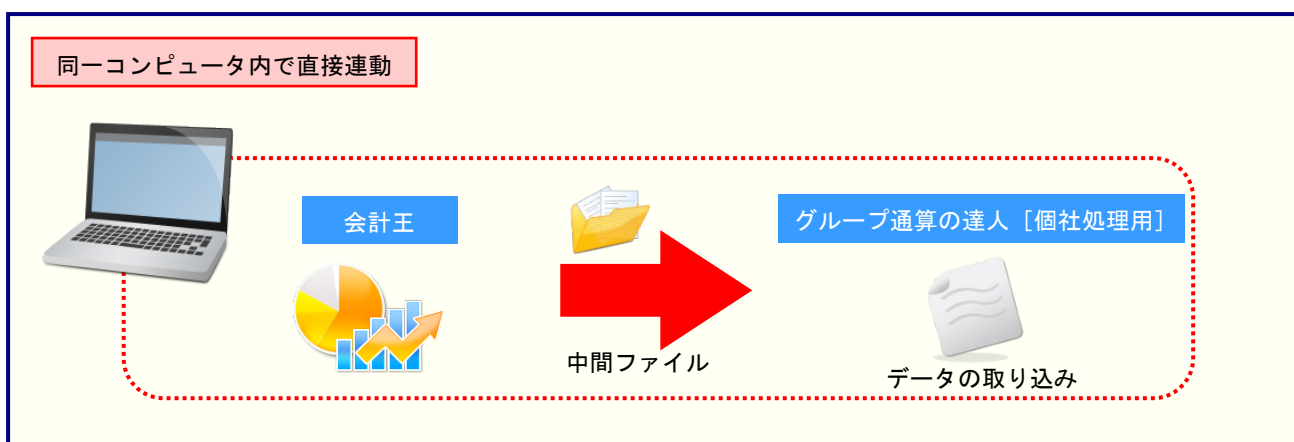 同一コンピュータ内で直接連動
会計王
グループ通算の達人［個社処理用］
中間ファイル
データの取り込み